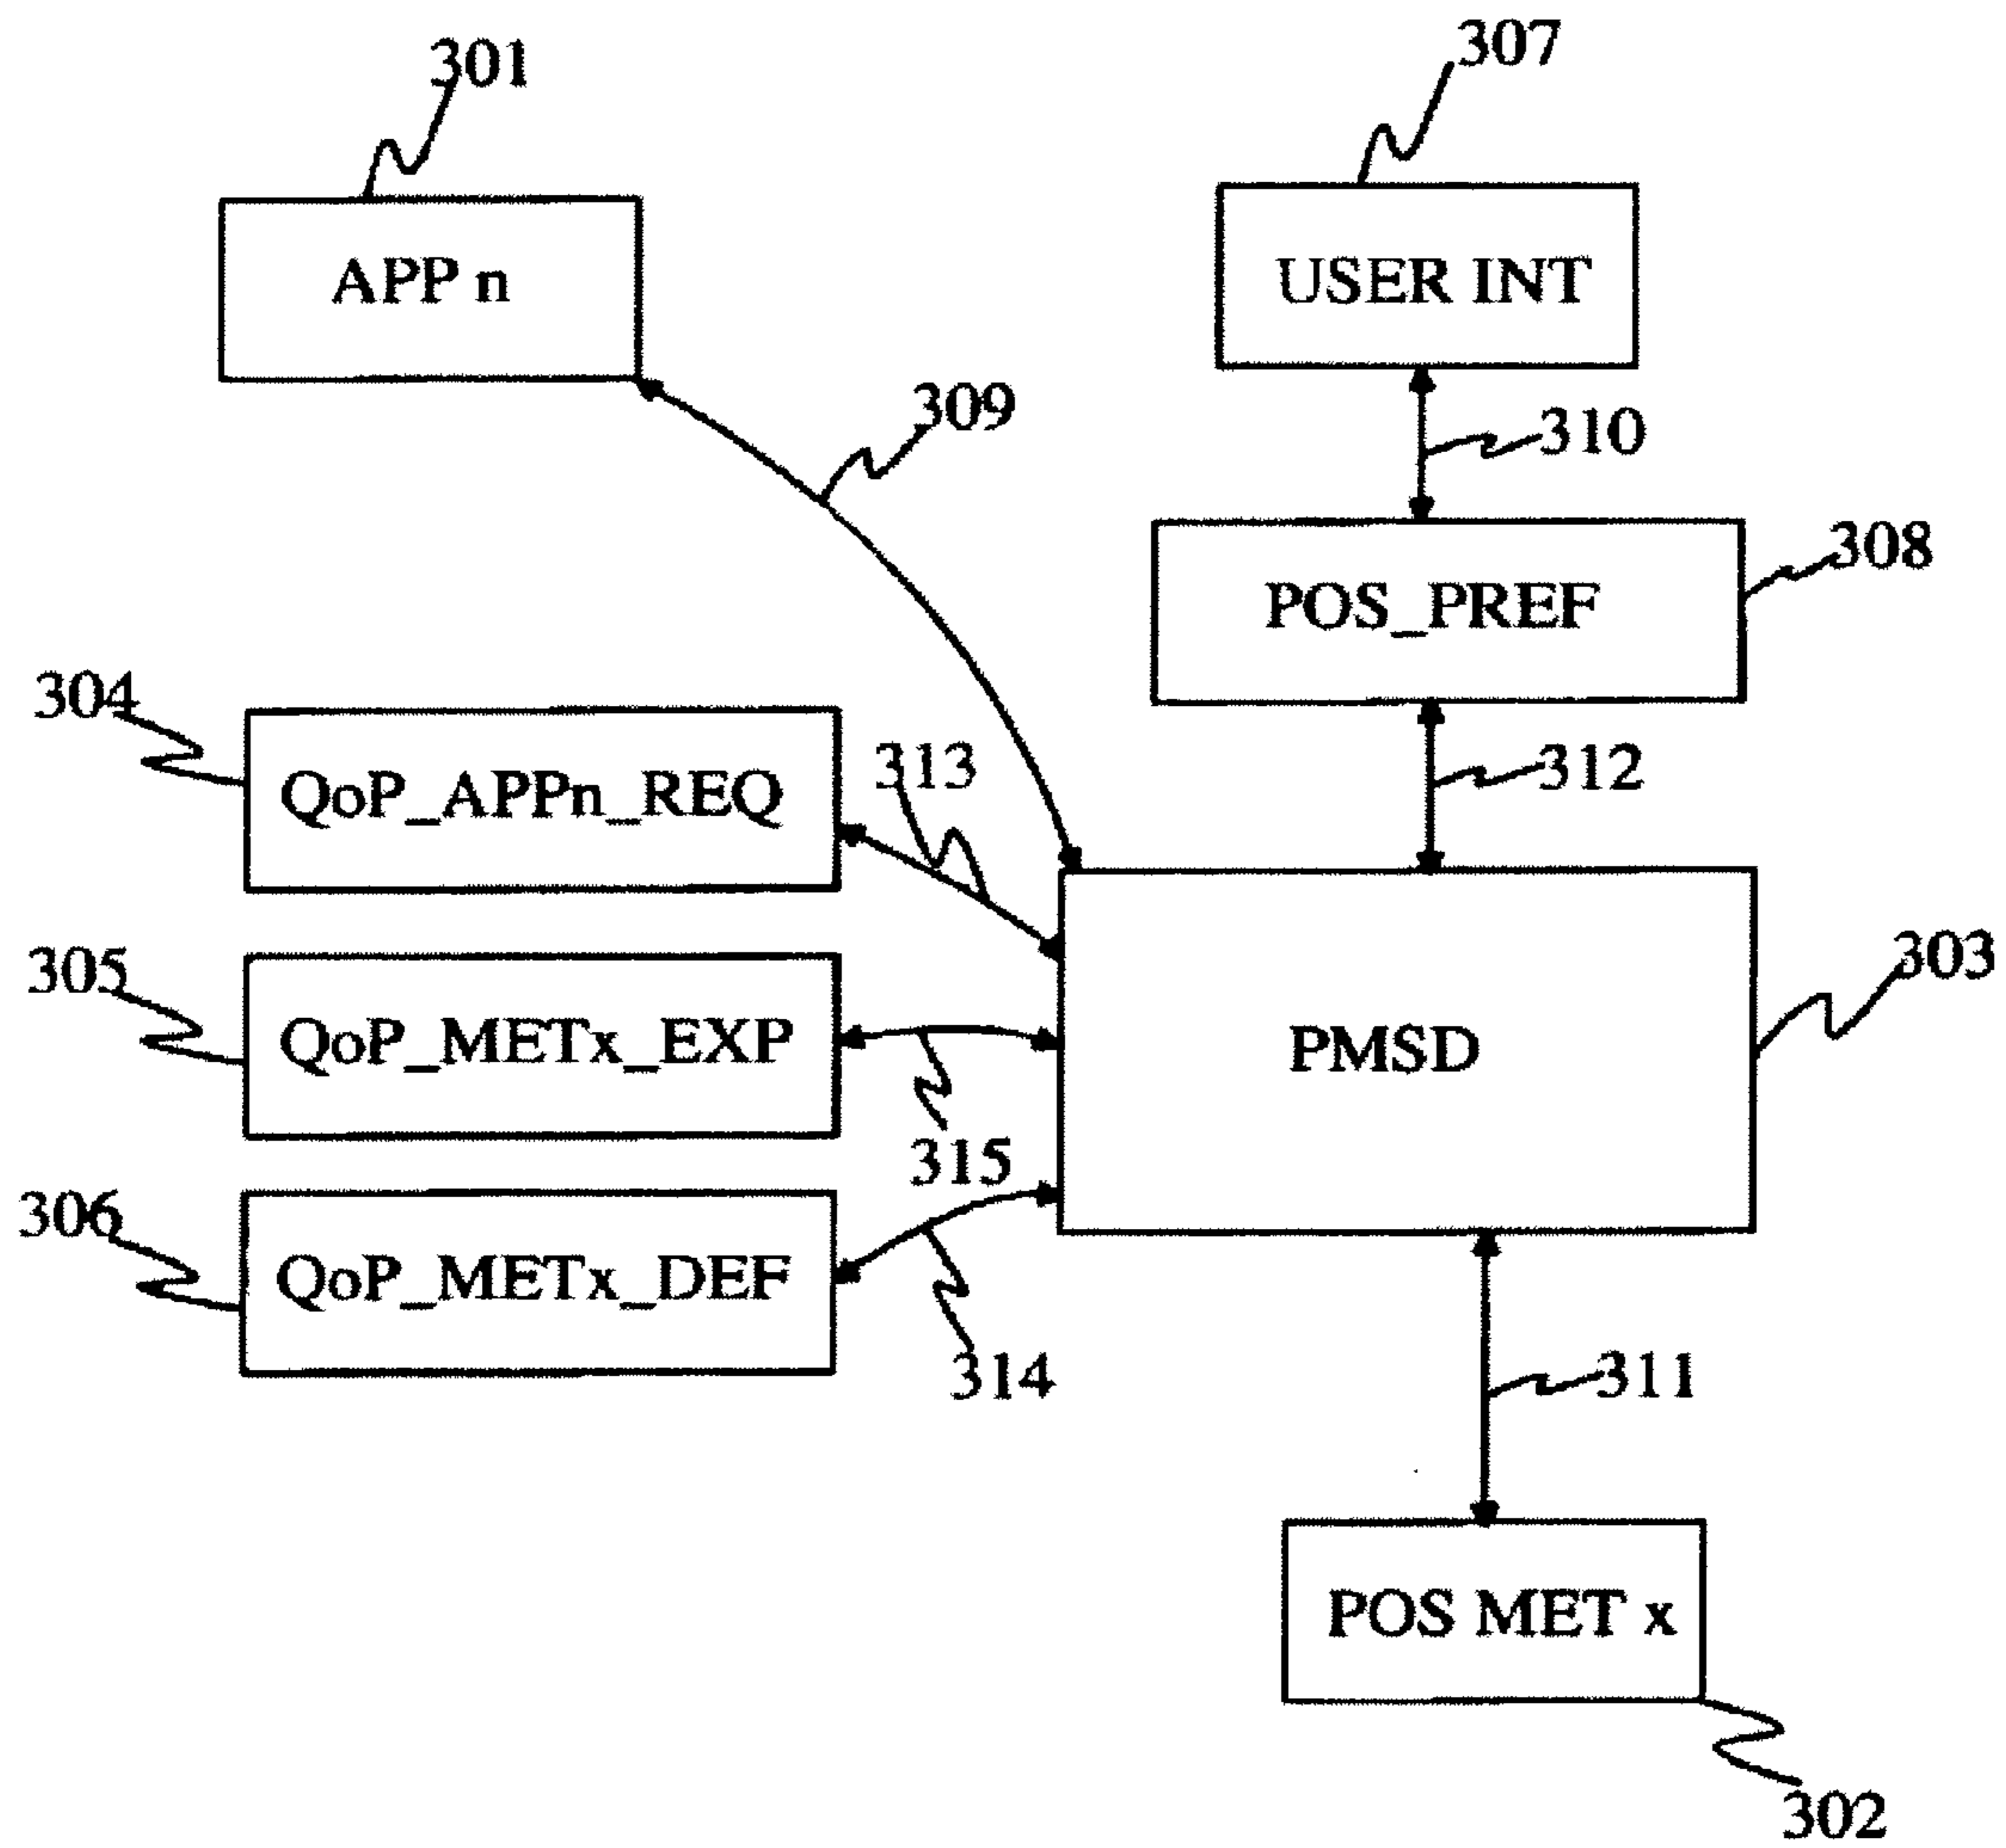 301
307
APP n
USER INT
309
310
308
POS_PREF
304
313
312
QoP_APPn_REQ
303
305
QoP_METx_EXP
PMSD
315
306
QoP_METx_DEF
314
311
POS MET x
302